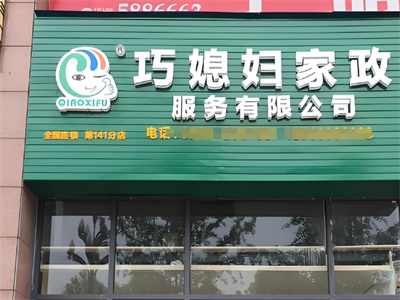 5886663
®
巧媳妇家政
QIAOXIFU
服务有限公司
全国连锁 第141分店
电话: